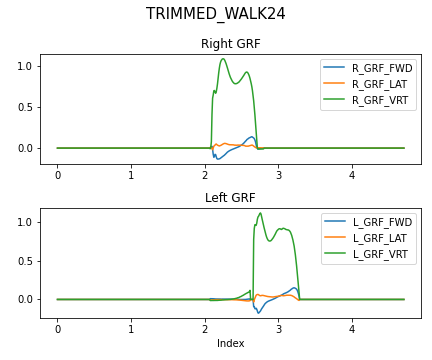 TRIMMED_WALK24
Right GRF
1.0
0.5
0.0
R_GRF_FWD
R_GRF_LAT
R_GRF_VRT
0 1 2 3 4
Left GRF
1.0
0.5
0.0
L_GRF_FWD
L_GRF_LAT
L_GRF_VRT
0 1 2 3 4
Index